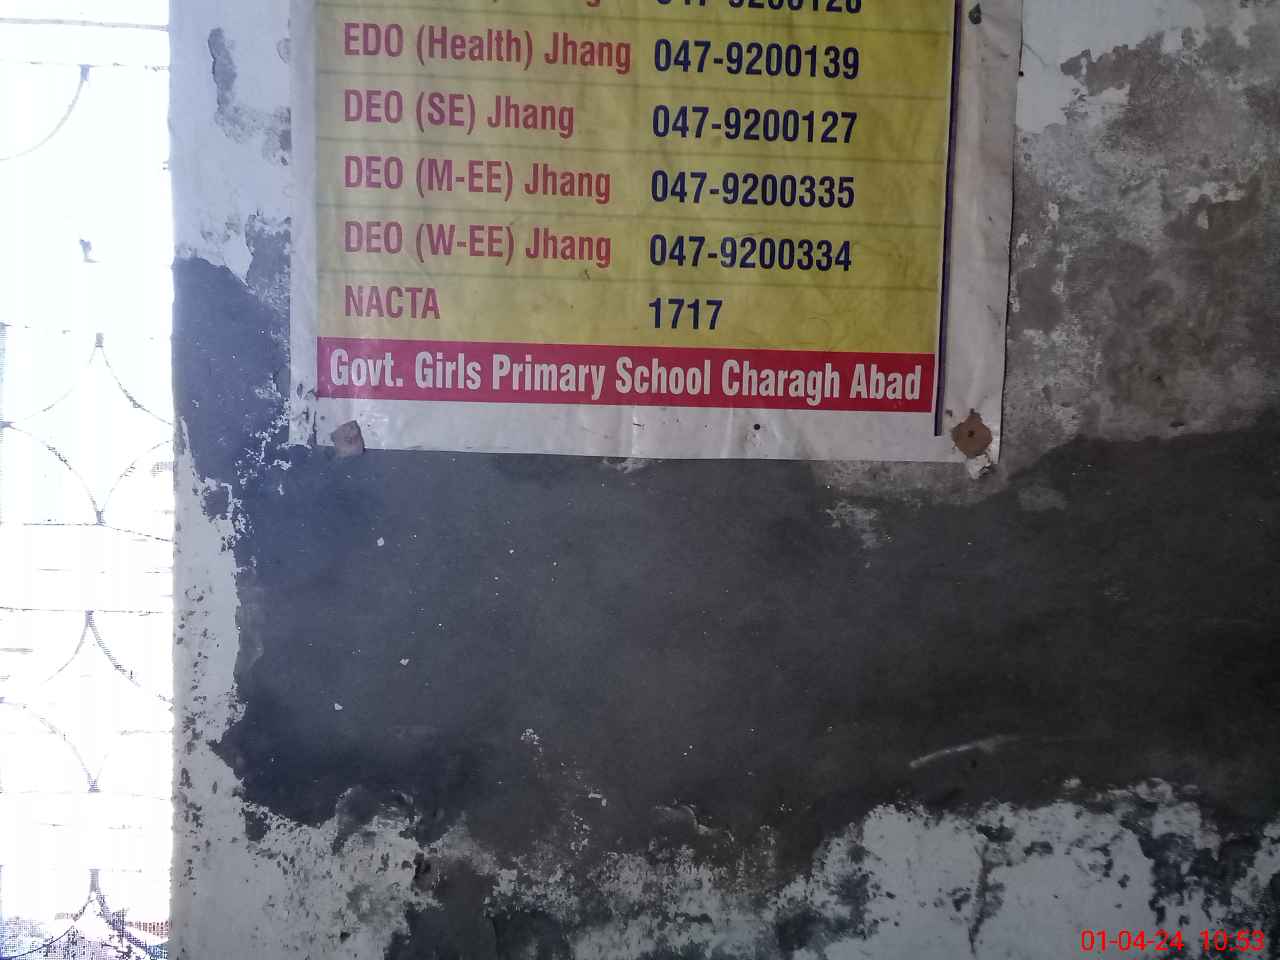 EDO (Health) Jhang 047-9200139
DEO (SE) Jhang 047-9200127
DEO (M-EE) Jhang 047-9200335
DEO (W-EE) Jhang 047-9200334
NACTA 1717
Govt. Girls Primary School Charagh Abad
01-04-24 10:53